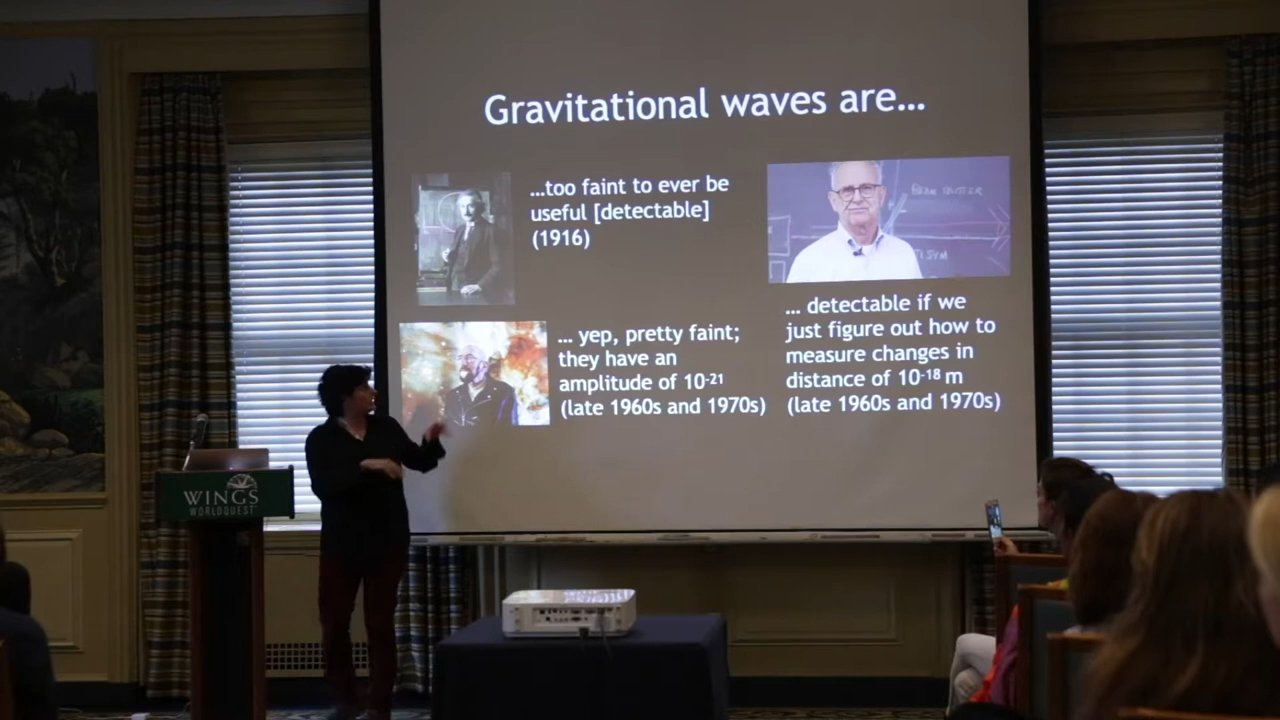 Gravitational waves are...
...too faint to ever be
useful [detectable]
(1916)
... yep, pretty faint;
they have an
amplitude of 10-21
(late 1960s and 1970s)
BEAM SPLITTER
... detectable if we
just figure out how to
measure changes in
distance of 10-18 m
(late 1960s and 1970s)
WINGS
WORLDQUEST